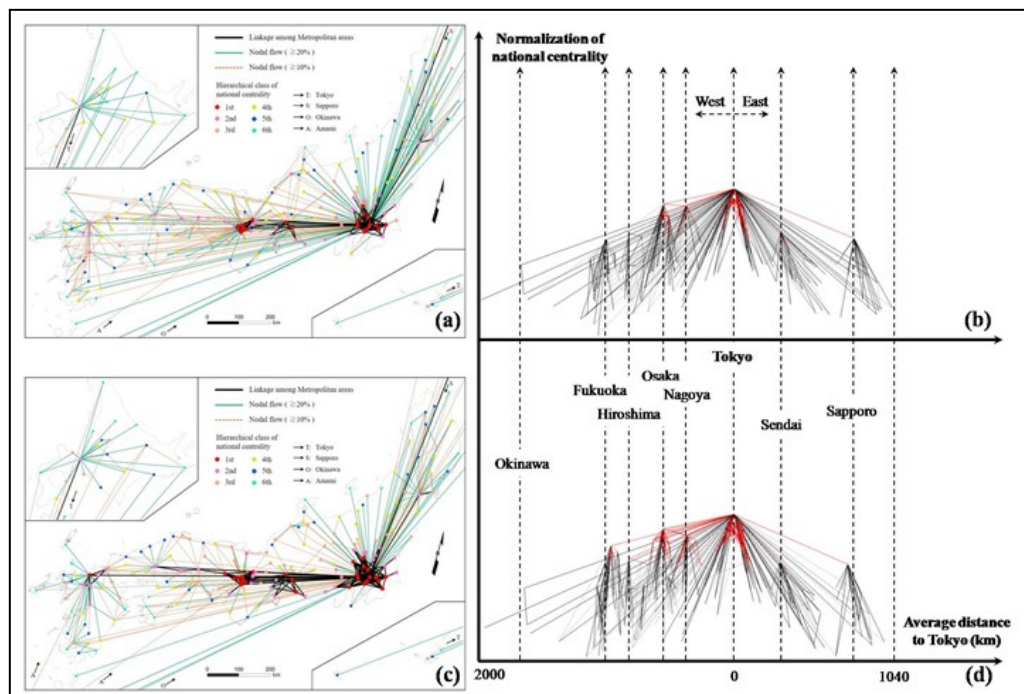 Linkage among Metropolitan areas
Nodal flow ( ≧20% )
Nodal flow ( ≧10% )
Hierarchical class of
national centrality
1st 4th
2nd 5th
3rd 6th
T: Tokyo
S: Sapporo
O: Okinawa
A: Amami
A
T
A
O
T
0 100 200
km
(a)
Normalization of
national centrality
West East
(b)
Tokyo
Fukuoka
Osaka
Hiroshima
Nagoya
Sendai
Sapporo
Okinawa
Linkage among Metropolitan areas
Nodal flow ( ≧20% )
Nodal flow ( ≧10% )
Hierarchical class of
national centrality
1st 4th
2nd 5th
3rd 6th
T: Tokyo
S: Sapporo
O: Okinawa
A: Amami
A
T
A
O
T
0 100 200
km
(c)
Average distance
to Tokyo (km)
(d)
2000 0 1040